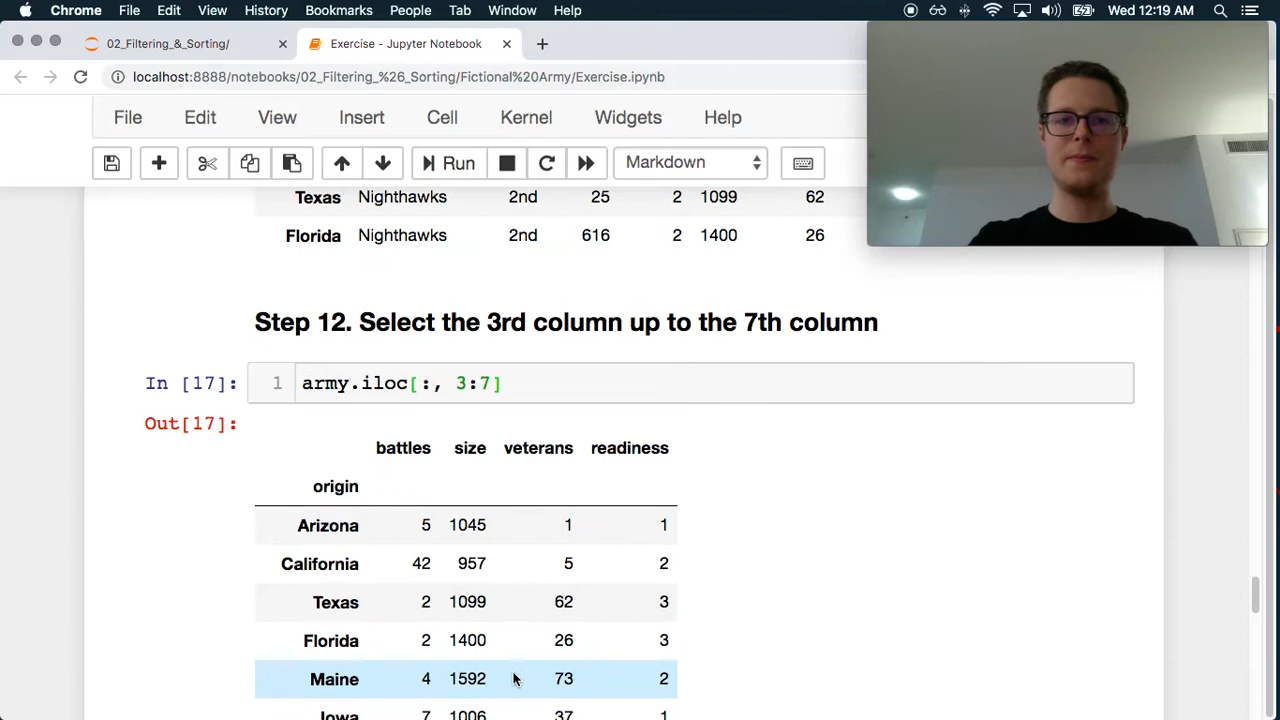 Chrome File Edit View History Bookmarks People Tab Window Help Wed 12:19 AM
02_Filtering_&_Sorting/ Exercise - Jupyter Notebook
localhost:8888/notebooks/02_Filtering_%26_Sorting/Fictional%20Army/Exercise.ipynb
File Edit View Insert Cell Kernel Widgets Help
Run Markdown
Texas Nighthawks 2nd 25 2 1099 62
Florida Nighthawks 2nd 616 2 1400 26
Step 12. Select the 3rd column up to the 7th column
In [17]: 1 army.iloc[:, 3:7]
Out[17]:
battles size veterans readiness
origin
Arizona 5 1045 1 1
California 42 957 5 2
Texas 2 1099 62 3
Florida 2 1400 26 3
Maine 4 1592 73 2
Iowa 7 1006 37 1